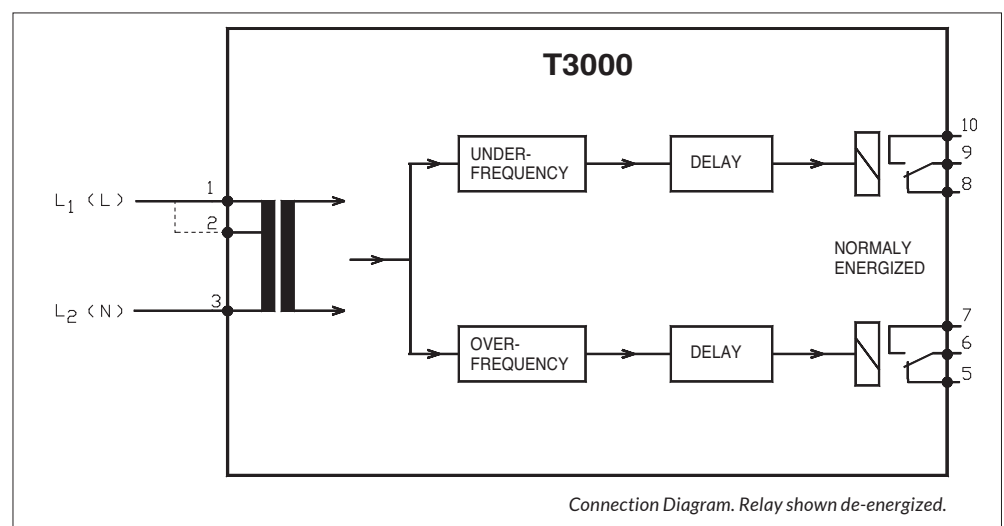 T3000
10
UNDER-
FREQUENCY
DELAY
9
8
L1 (L)
1
2
NORMALY
ENERGIZED
L2 (N)
3
7
OVER-
FREQUENCY
DELAY
6
5
Connection Diagram. Relay shown de-energized.